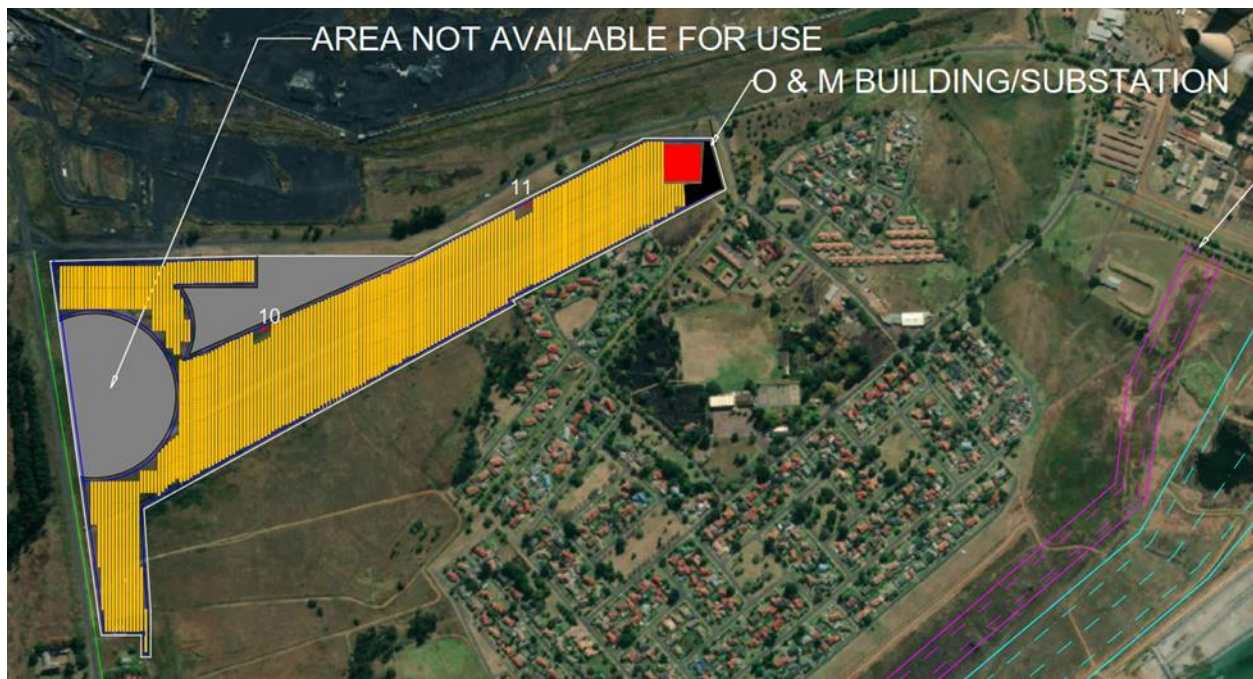 AREA NOT AVAILABLE FOR USE
O & M BUILDING/SUBSTATION
11
10